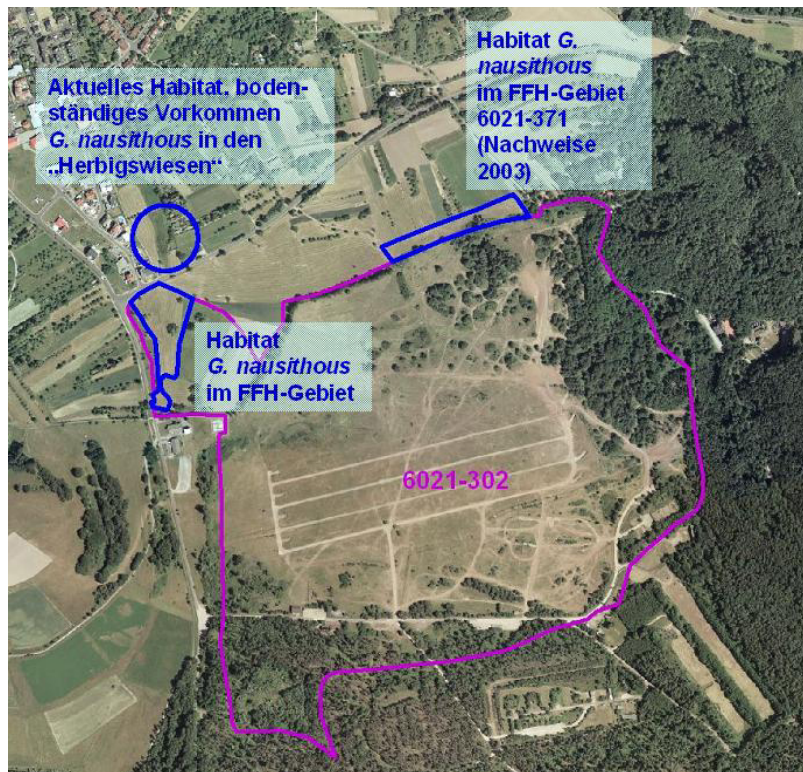 Aktuelles Habitat, boden-
ständiges Vorkommen
G. nausithous in den
„Herbigswiesen“
Habitat G.
nausithous
im FFH-Gebiet
6021-371
(Nachweise
2003)
Habitat
G. nausithous
im FFH-Gebiet
6021-302